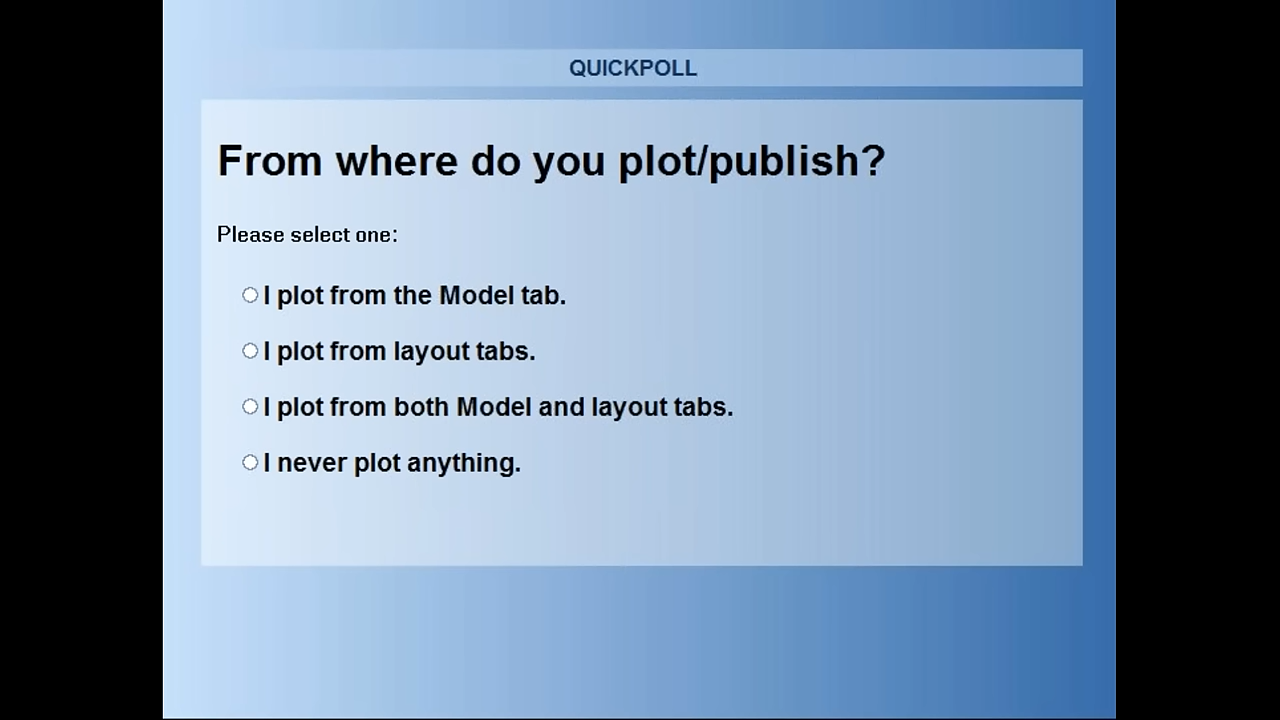 QUICKPOLL
From where do you plot/publish?
Please select one:
I plot from the Model tab.
I plot from layout tabs.
I plot from both Model and layout tabs.
I never plot anything.